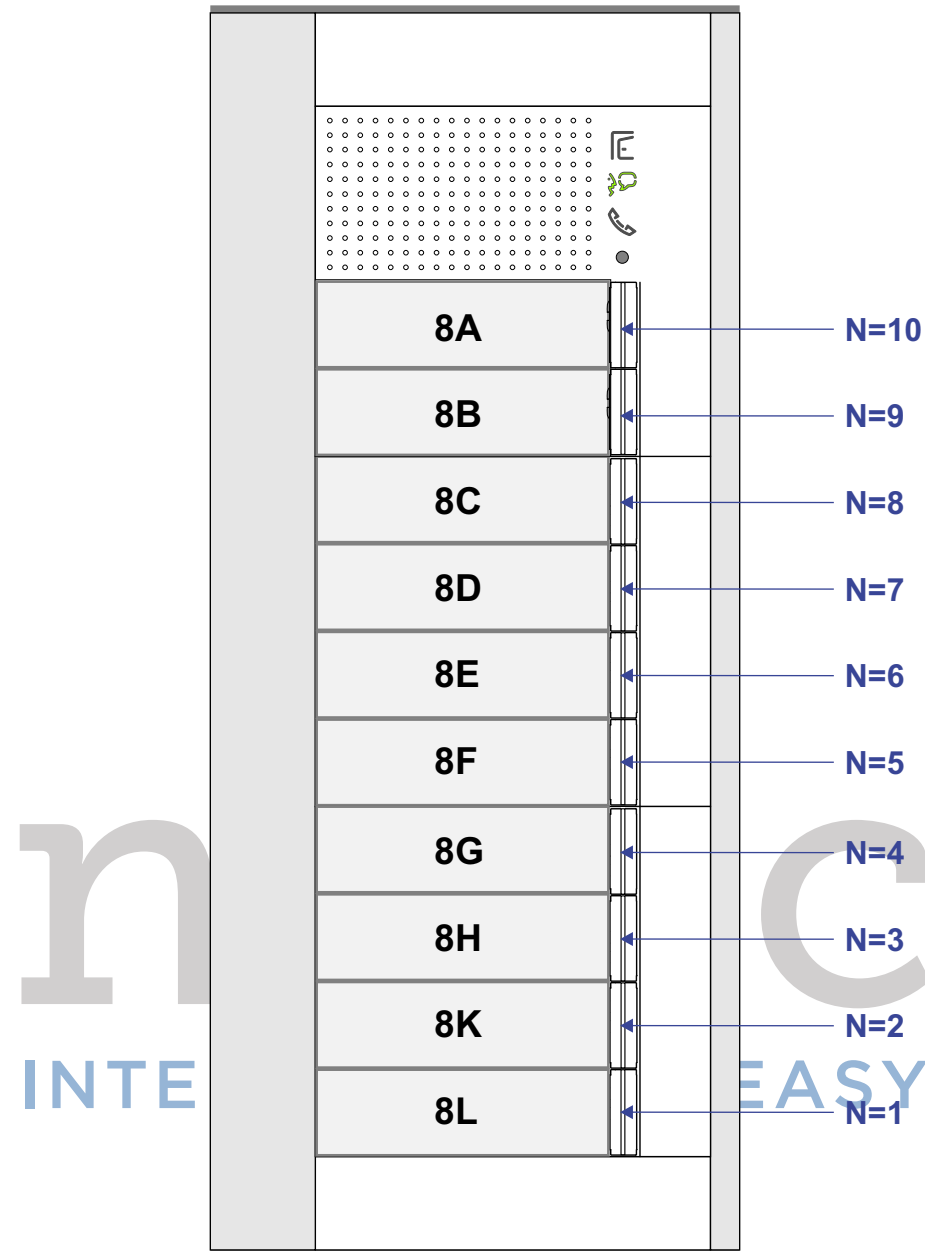 8A N=10
8B N=9
8C N=8
8D N=7
8E N=6
8F N=5
8G N=4
8H N=3
8K N=2
INTE EASY
8L N=1